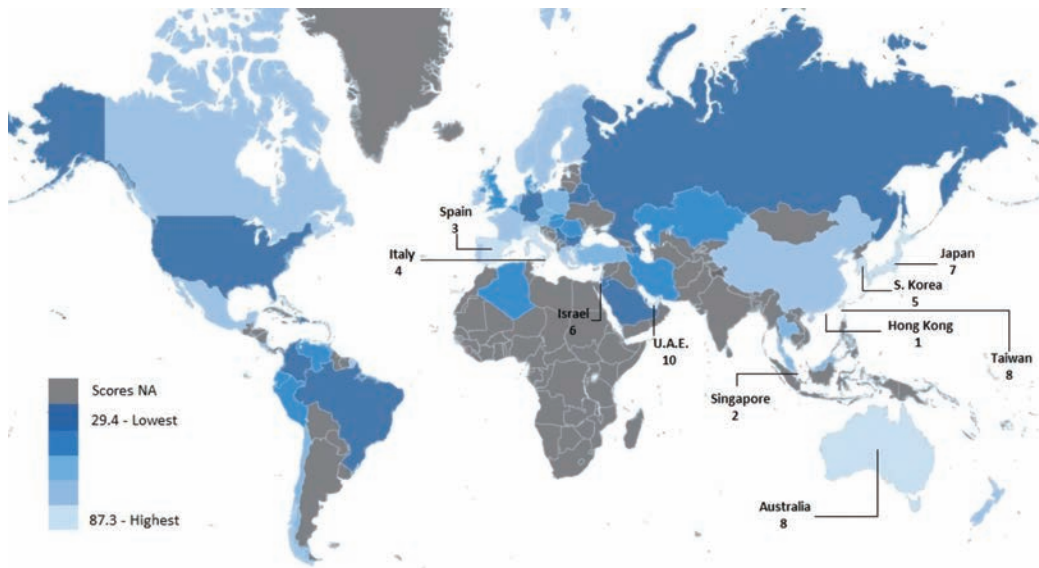 Spain
3
Italy
4
Japan
7
S. Korea
5
Israel
6
U.A.E.
10
Hong Kong
1
Taiwan
8
Singapore
2
Scores NA
29.4 - Lowest
87.3 - Highest
Australia
8